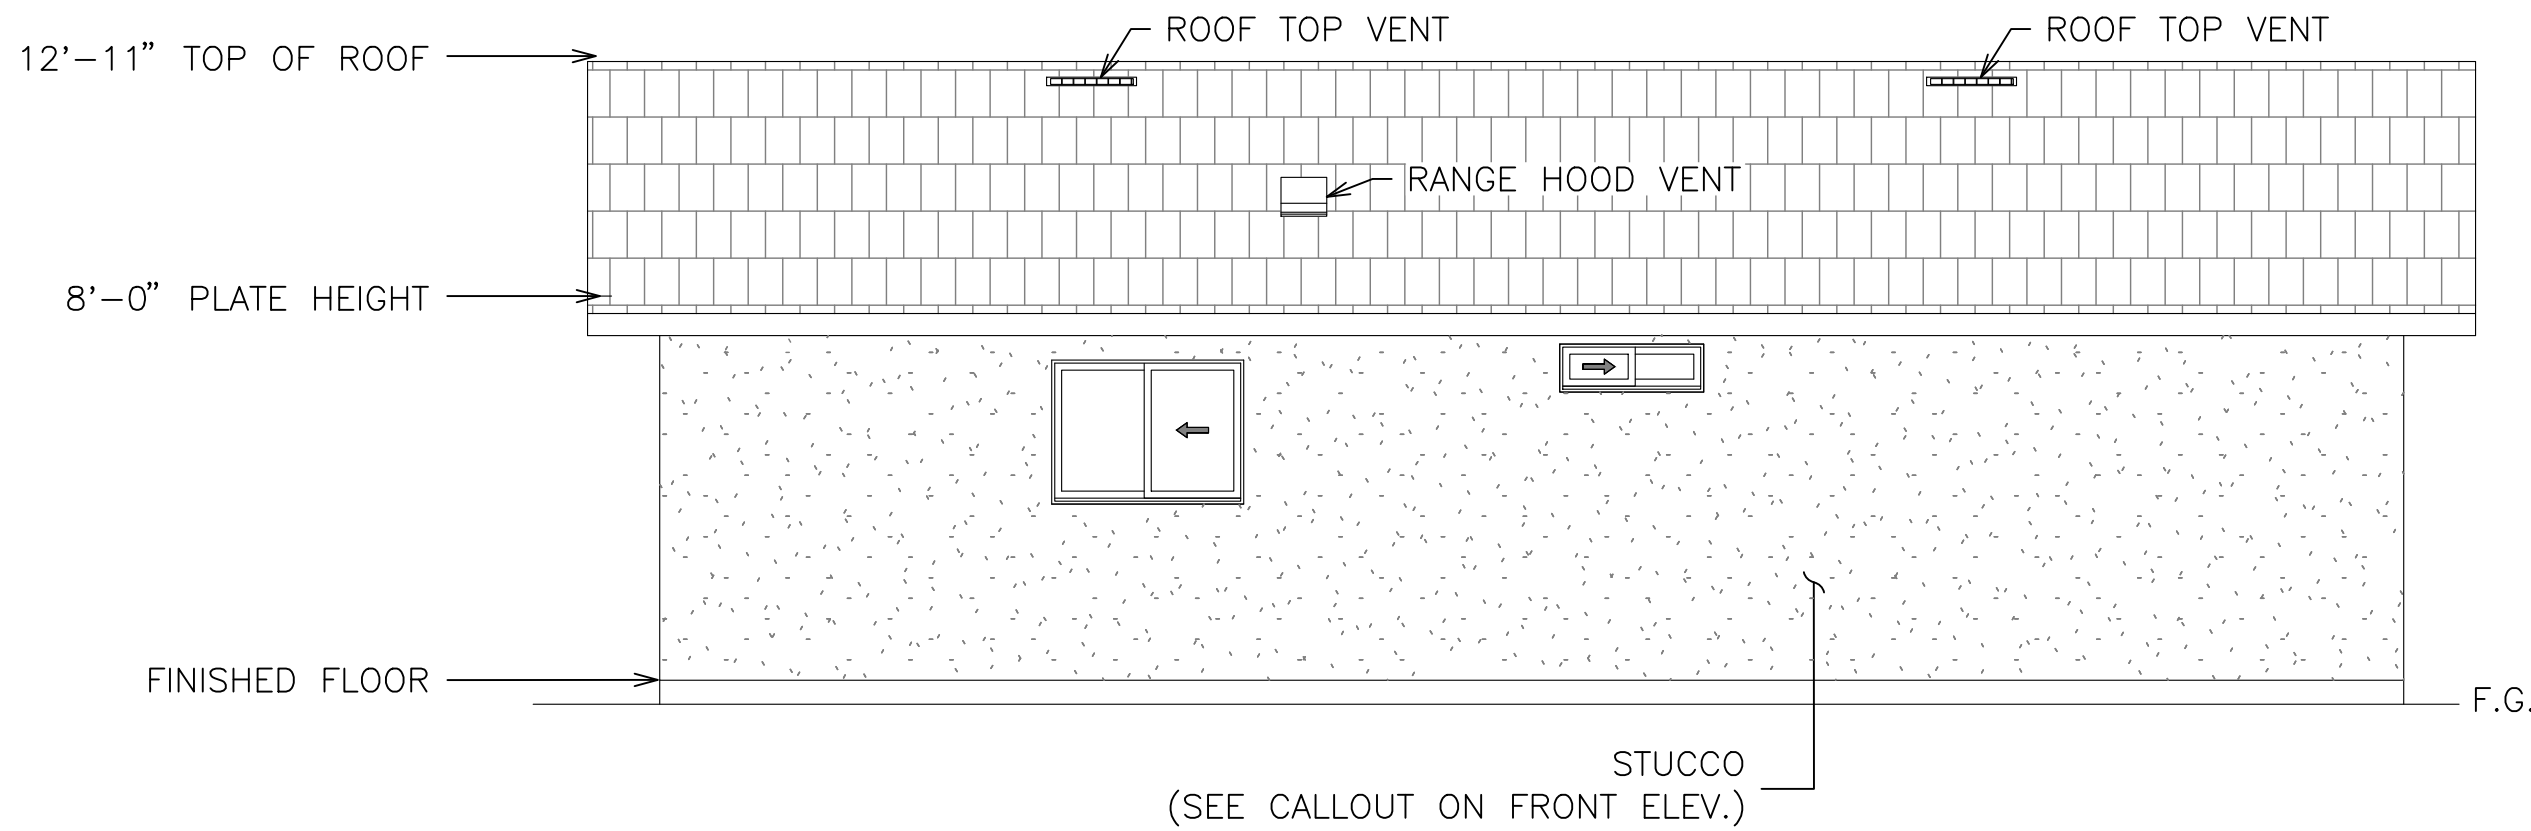 ROOF TOP VENT
ROOF TOP VENT
12'-11" TOP OF ROOF
RANGE HOOD VENT
8'-0" PLATE HEIGHT
FINISHED FLOOR
F.G.
STUCCO
(SEE CALLOUT ON FRONT ELEV.)